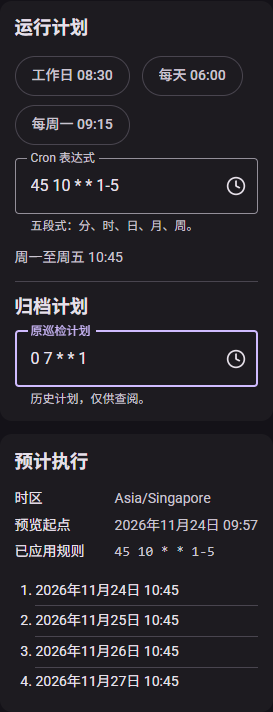 运行计划
工作日 08:30
每天 06:00
每周一 09:15
Cron 表达式
45 10 * * 1-5
五段式：分、时、日、月、周。
周一至周五 10:45
归档计划
原巡检计划
0 7 * * 1
历史计划，仅供查阅。
预计执行
时区 Asia/Singapore
预览起点 2026年11月24日 09:57
已应用规则 45 10 * * 1-5
1. 2026年11月24日 10:45
2. 2026年11月25日 10:45
3. 2026年11月26日 10:45
4. 2026年11月27日 10:45